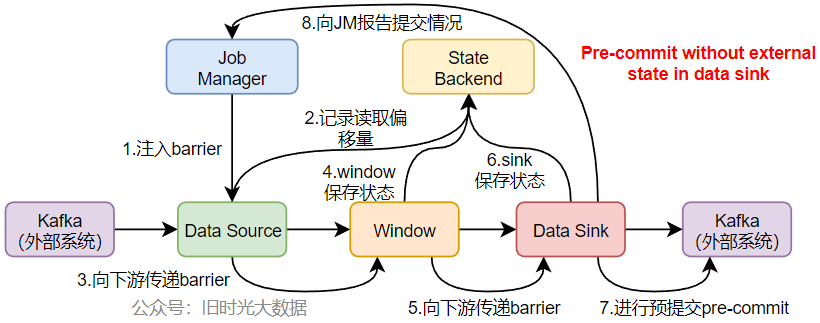 8.向JM报告提交情况
Job
Manager
State
Backend
Pre-commit without external
state in data sink
1.注入barrier
2.记录读取偏
移量
4.window
保存状态
6.sink
保存状态
Kafka
（外部系统）
Data Source
Window
Data Sink
Kafka
（外部系统）
3.向下游传递barrier
公众号：旧时光大数据
5.向下游传递barrier
7.进行预提交pre-commit